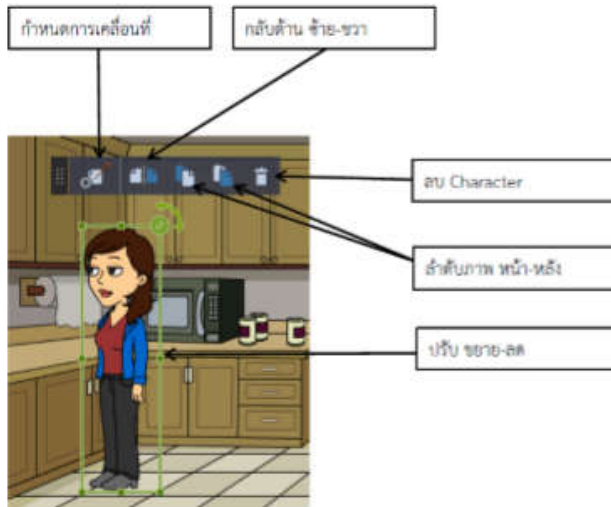 กำหนดการเคลื่อนที่
กลับด้าน ซ้าย-ขวา
ลบ Character
ลำดับภาพ หน้า-หลัง
ปรับ ขยาย-ลด